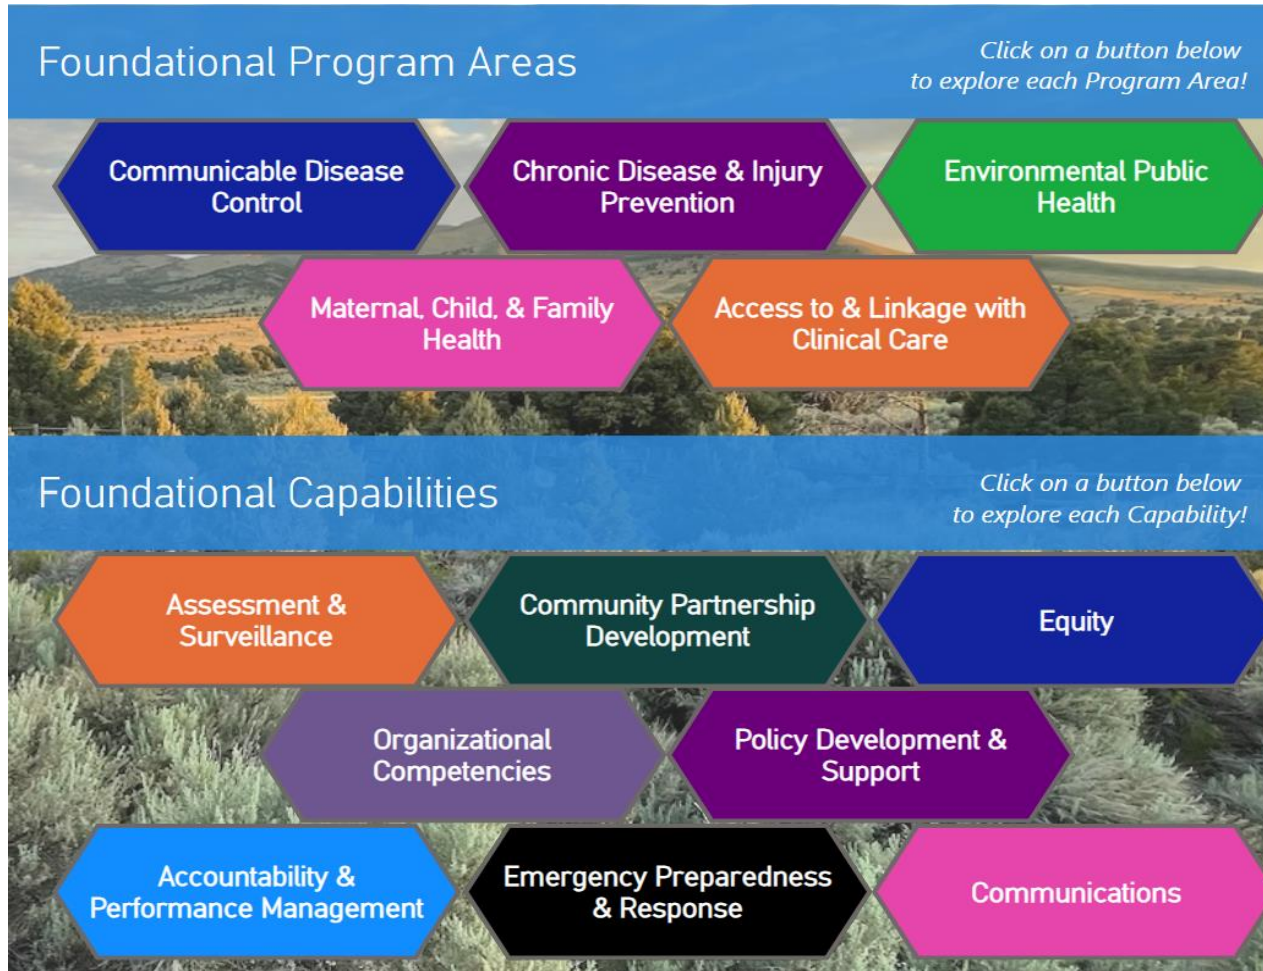 Foundational Program Areas
Click on a button below
to explore each Program Area!
Communicable Disease
Control
Chronic Disease & Injury
Prevention
Environmental Public
Health
Maternal, Child, & Family
Health
Access to & Linkage with
Clinical Care
Foundational Capabilities
Click on a button below
to explore each Capability!
Assessment &
Surveillance
Community Partnership
Development
Equity
Organizational
Competencies
Policy Development &
Support
Accountability &
Performance Management
Emergency Preparedness
& Response
Communications